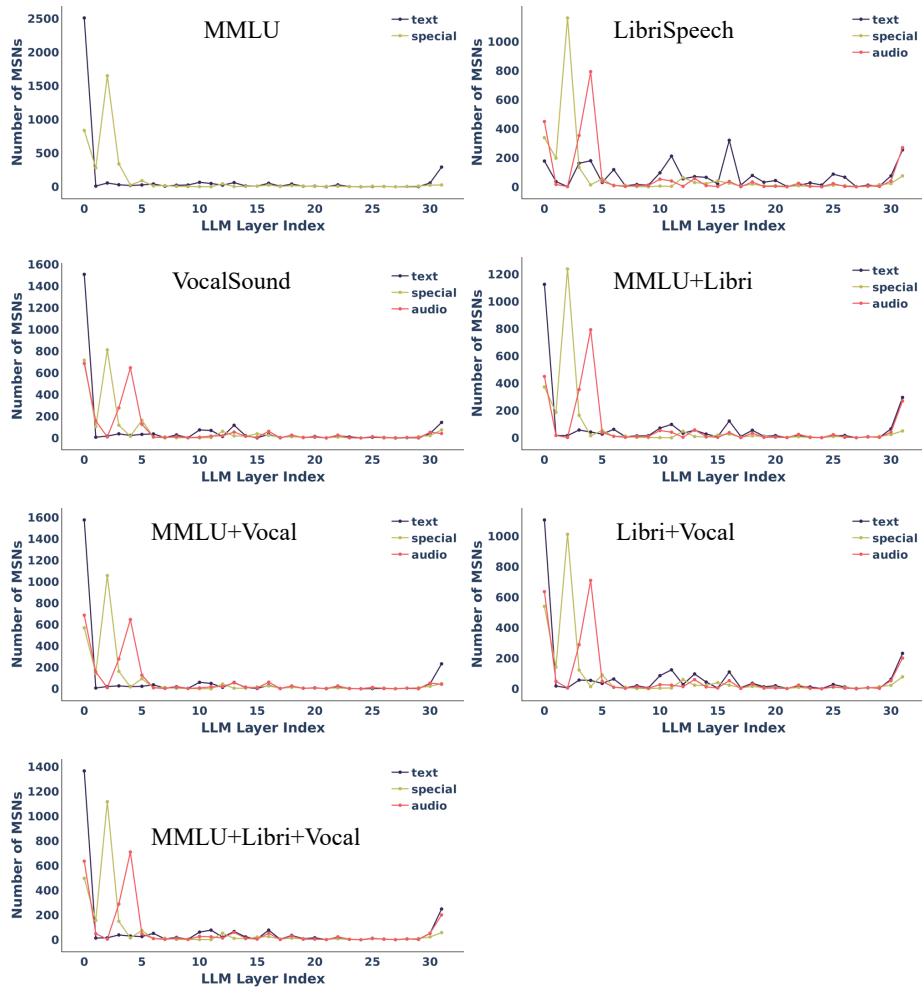 MMLU
text
special
Number of MSNs
2500
2000
1500
1000
500
0
0 5 10 15 20 25 30
LLM Layer Index
LibriSpeech
text
special
audio
Number of MSNs
1000
800
600
400
200
0
0 5 10 15 20 25 30
LLM Layer Index
VocalSound
text
special
audio
Number of MSNs
1600
1400
1200
1000
800
600
400
200
0
0 5 10 15 20 25 30
LLM Layer Index
MMLU+Libri
text
special
audio
Number of MSNs
1200
1000
800
600
400
200
0
0 5 10 15 20 25 30
LLM Layer Index
MMLU+Vocal
text
special
audio
Number of MSNs
1600
1400
1200
1000
800
600
400
200
0
0 5 10 15 20 25 30
LLM Layer Index
Libri+Vocal
text
special
audio
Number of MSNs
1000
800
600
400
200
0
0 5 10 15 20 25 30
LLM Layer Index
MMLU+Libri+Vocal
text
special
audio
Number of MSNs
1400
1200
1000
800
600
400
200
0
0 5 10 15 20 25 30
LLM Layer Index